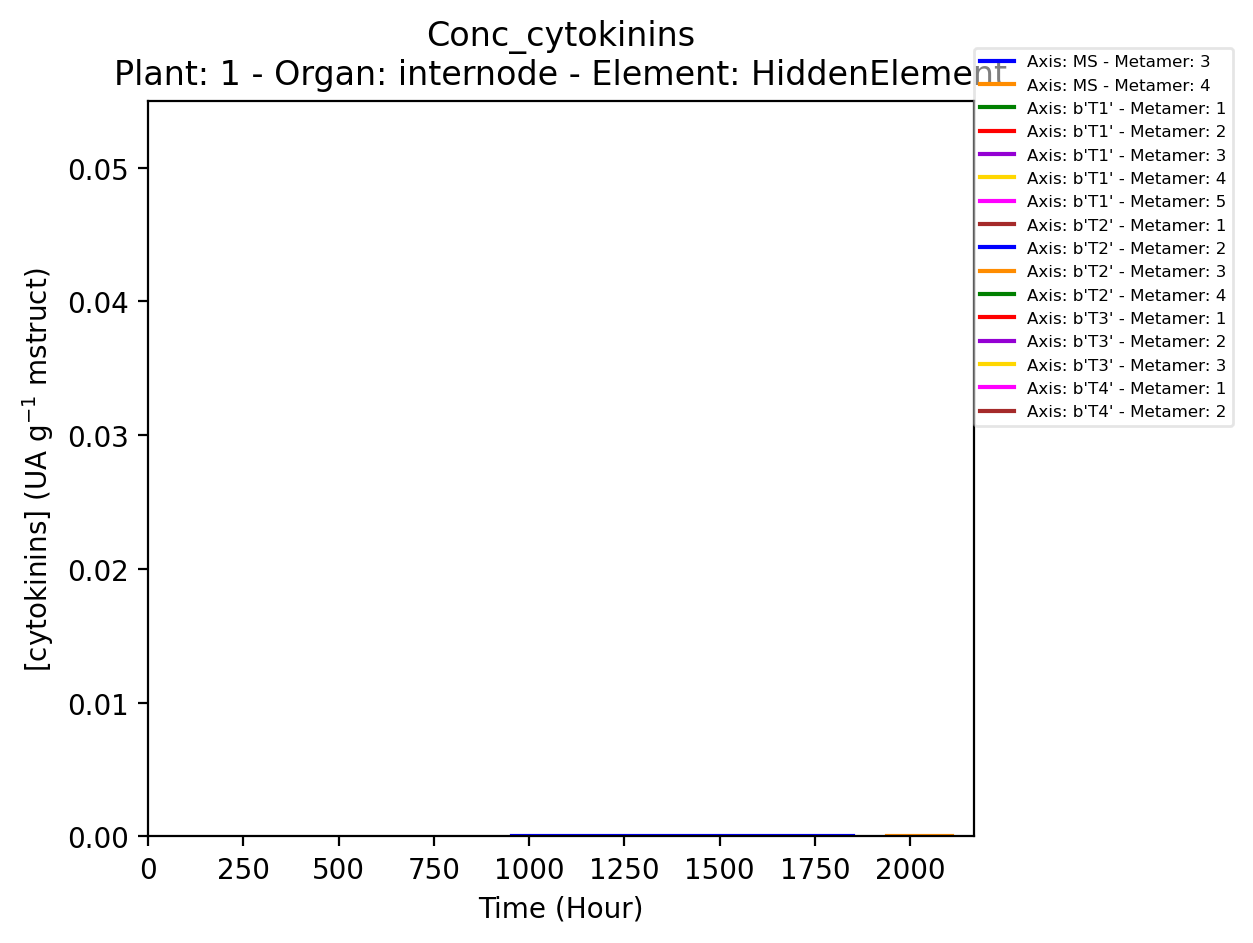 Conc_cytokinins
Plant: 1 - Organ: internode - Element: HiddenElement
Axis: MS - Metamer: 3
Axis: MS - Metamer: 4
Axis: b'T1' - Metamer: 1
Axis: b'T1' - Metamer: 2
Axis: b'T1' - Metamer: 3
Axis: b'T1' - Metamer: 4
Axis: b'T1' - Metamer: 5
Axis: b'T2' - Metamer: 1
Axis: b'T2' - Metamer: 2
Axis: b'T2' - Metamer: 3
Axis: b'T2' - Metamer: 4
Axis: b'T3' - Metamer: 1
Axis: b'T3' - Metamer: 2
Axis: b'T3' - Metamer: 3
Axis: b'T4' - Metamer: 1
Axis: b'T4' - Metamer: 2
[cytokinins] (UA g⁻¹ mstruct)
0.05
0.04
0.03
0.02
0.01
0.00
0 250 500 750 1000 1250 1500 1750 2000
Time (Hour)